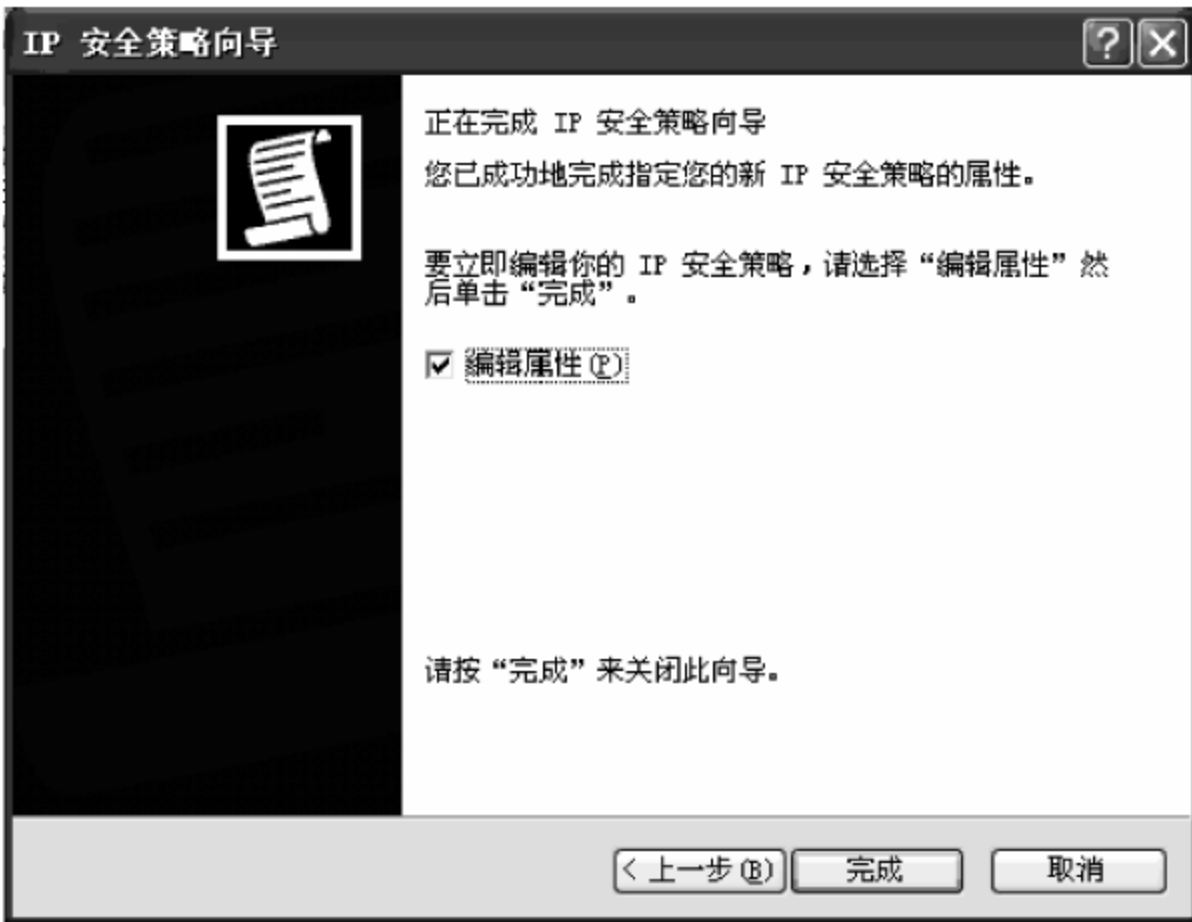 IP 安全策略向导
正在完成 IP 安全策略向导
您已成功地完成指定您的新 IP 安全策略的属性。
要立即编辑你的 IP 安全策略，请选择“编辑属性”然
后单击“完成”。
编辑属性(P)
请按“完成”来关闭此向导。
< 上一步(B) 完成 取消